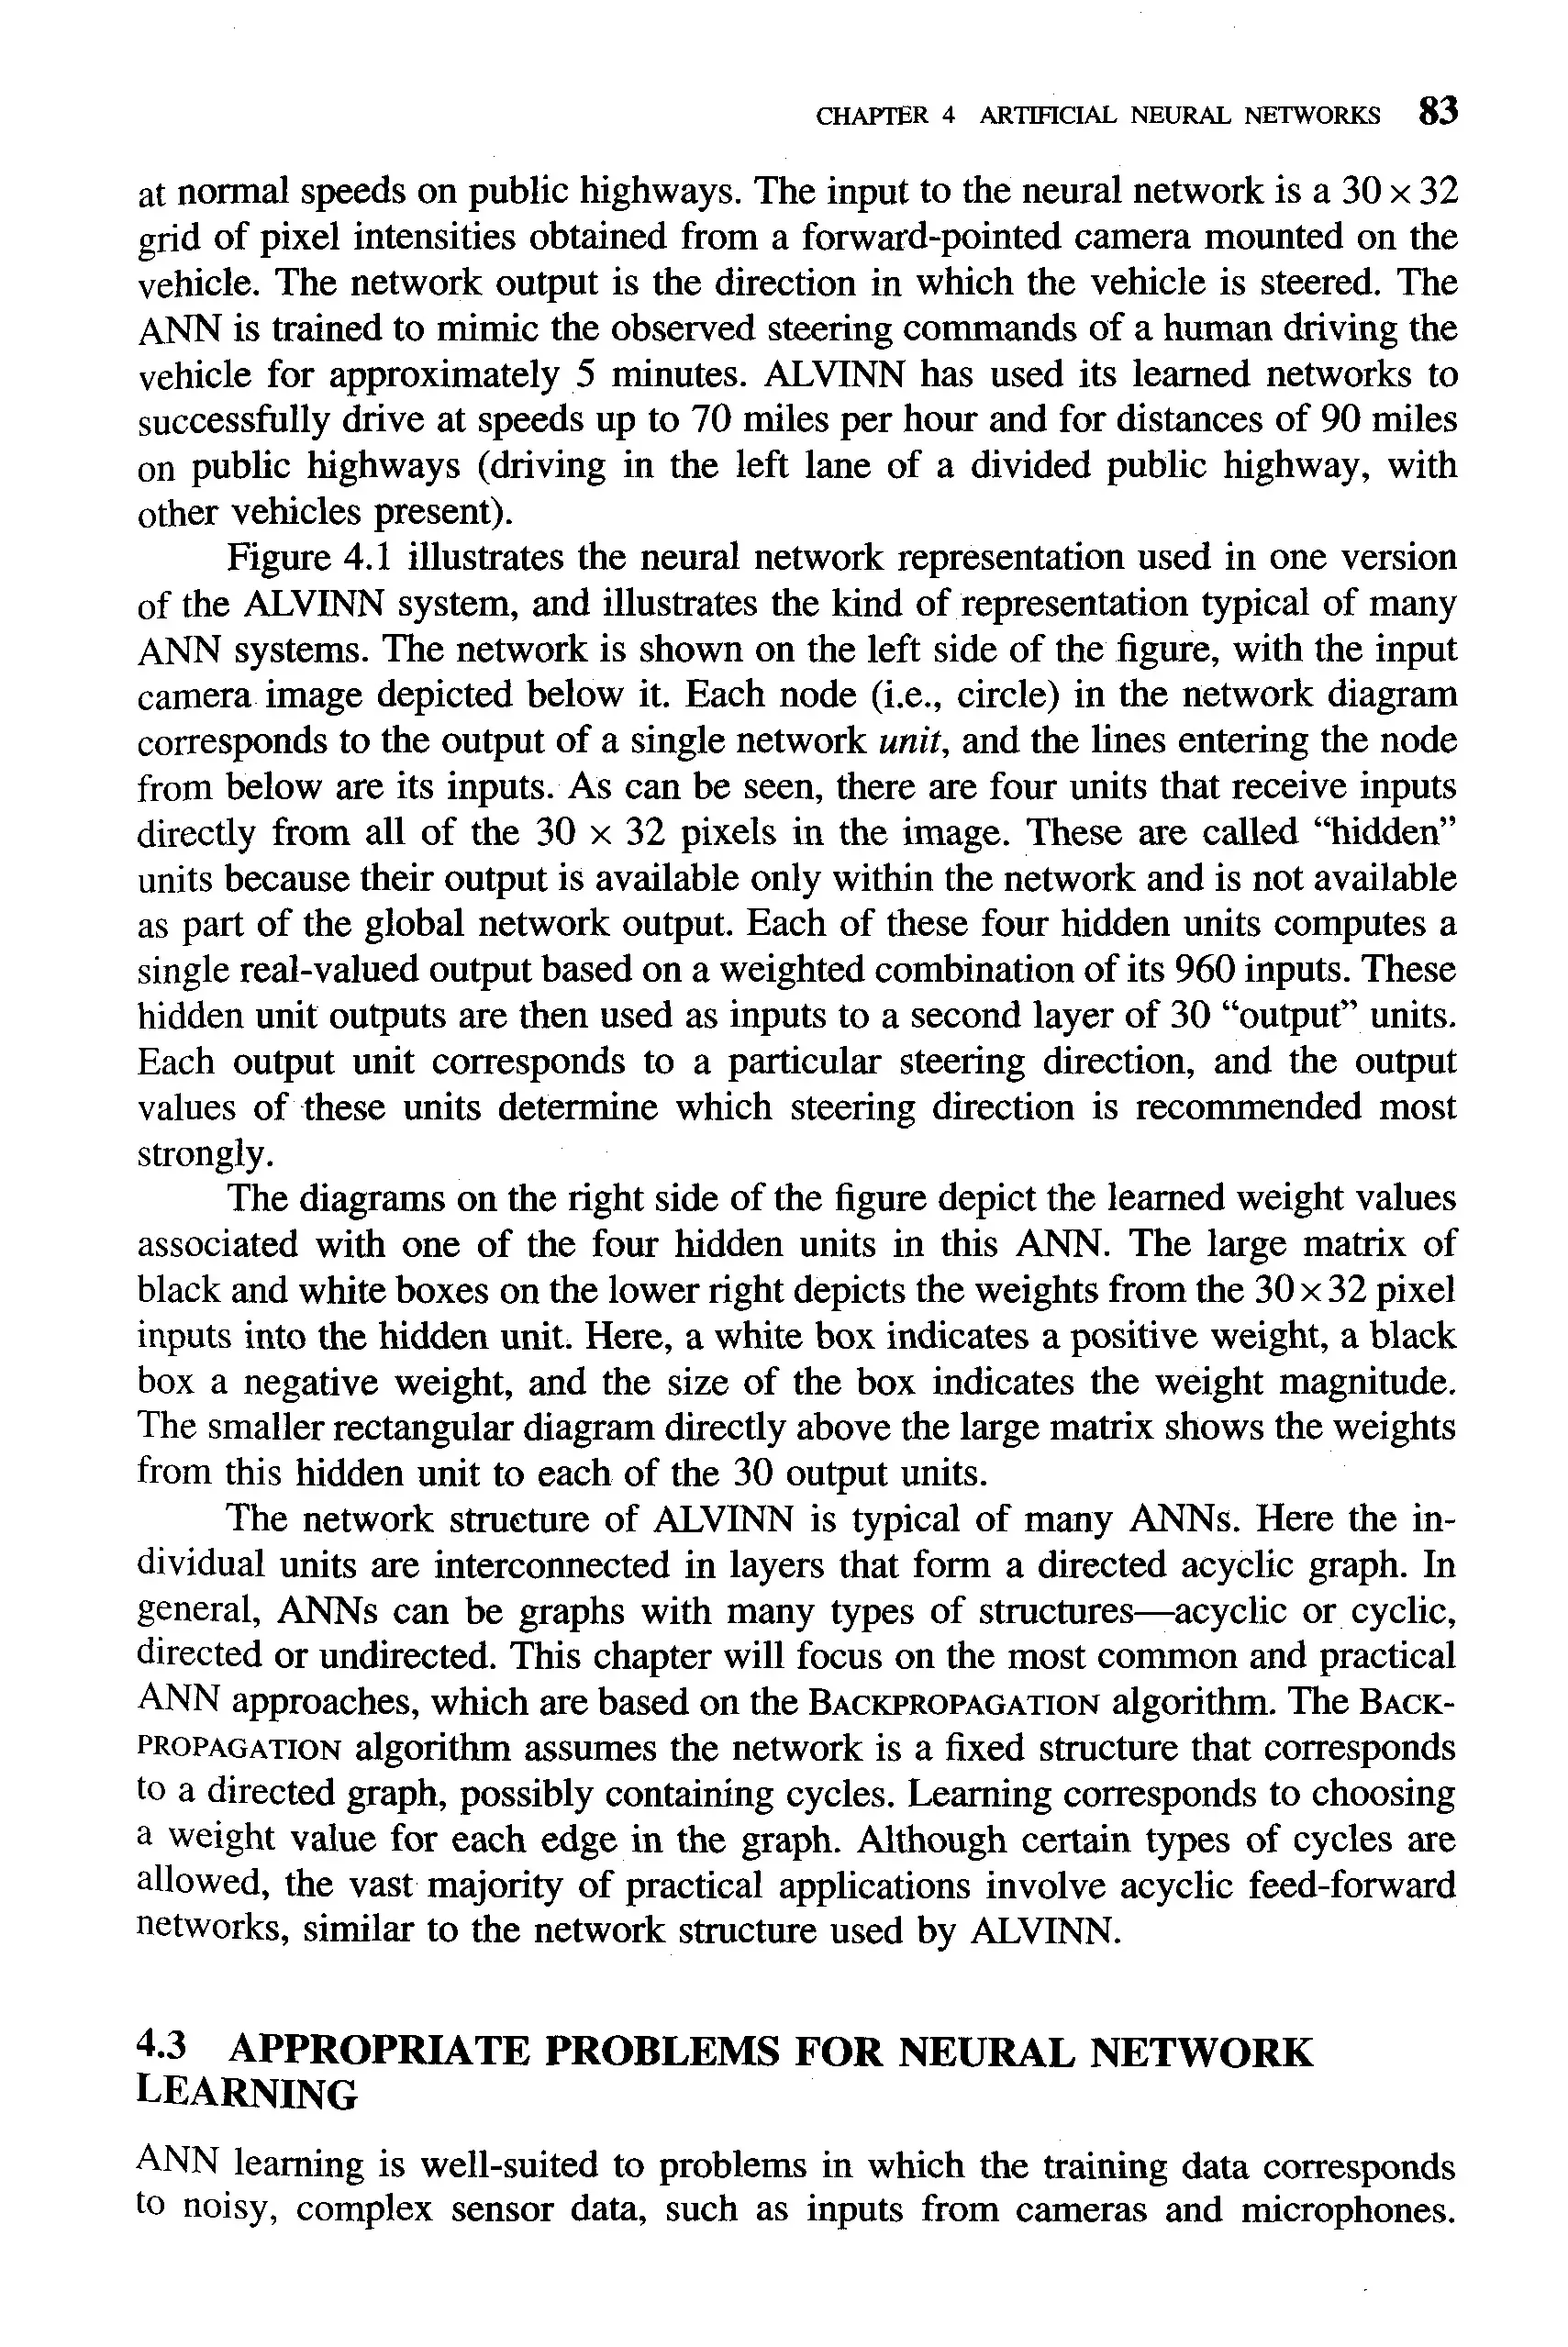 CHAPTER 4 ARTIFICIAL NEURAL NETWORKS 83
at normal speeds on public highways. The input to the neural network is a 30 x 32
grid of pixel intensities obtained from a forward-pointed camera mounted on the
vehicle. The network output is the direction in which the vehicle is steered. The
ANN is trained to mimic the observed steering commands of a human driving the
vehicle for approximately 5 minutes. ALVINN has used its learned networks to
successfully drive at speeds up to 70 miles per hour and for distances of 90 miles
on public highways (driving in the left lane of a divided public highway, with
other vehicles present).
Figure 4.1 illustrates the neural network representation used in one version
of the ALVINN system, and illustrates the kind of representation typical of many
ANN systems. The network is shown on the left side of the figure, with the input
camera image depicted below it. Each node (i.e., circle) in the network diagram
corresponds to the output of a single network unit, and the lines entering the node
from below are its inputs. As can be seen, there are four units that receive inputs
directly from all of the 30 x 32 pixels in the image. These are called “hidden”
units because their output is available only within the network and is not available
as part of the global network output. Each of these four hidden units computes a
single real-valued output based on a weighted combination of its 960 inputs. These
hidden unit outputs are then used as inputs to a second layer of 30 “output” units.
Each output unit corresponds to a particular steering direction, and the output
values of these units determine which steering direction is recommended most
strongly.
The diagrams on the right side of the figure depict the learned weight values
associated with one of the four hidden units in this ANN. The large matrix of
black and white boxes on the lower right depicts the weights from the 30 x 32 pixel
inputs into the hidden unit. Here, a white box indicates a positive weight, a black
box a negative weight, and the size of the box indicates the weight magnitude.
The smaller rectangular diagram directly above the large matrix shows the weights
from this hidden unit to each of the 30 output units.
The network structure of ALVINN is typical of many ANNs. Here the in-
dividual units are interconnected in layers that form a directed acyclic graph. In
general, ANNs can be graphs with many types of structures—acyclic or cyclic,
directed or undirected. This chapter will focus on the most common and practical
ANN approaches, which are based on the BACKPROPAGATION algorithm. The BACK-
PROPAGATION algorithm assumes the network is a fixed structure that corresponds
to a directed graph, possibly containing cycles. Learning corresponds to choosing
a weight value for each edge in the graph. Although certain types of cycles are
allowed, the vast majority of practical applications involve acyclic feed-forward
networks, similar to the network structure used by ALVINN.
4.3 APPROPRIATE PROBLEMS FOR NEURAL NETWORK
LEARNING
ANN learning is well-suited to problems in which the training data corresponds
to noisy, complex sensor data, such as inputs from cameras and microphones.